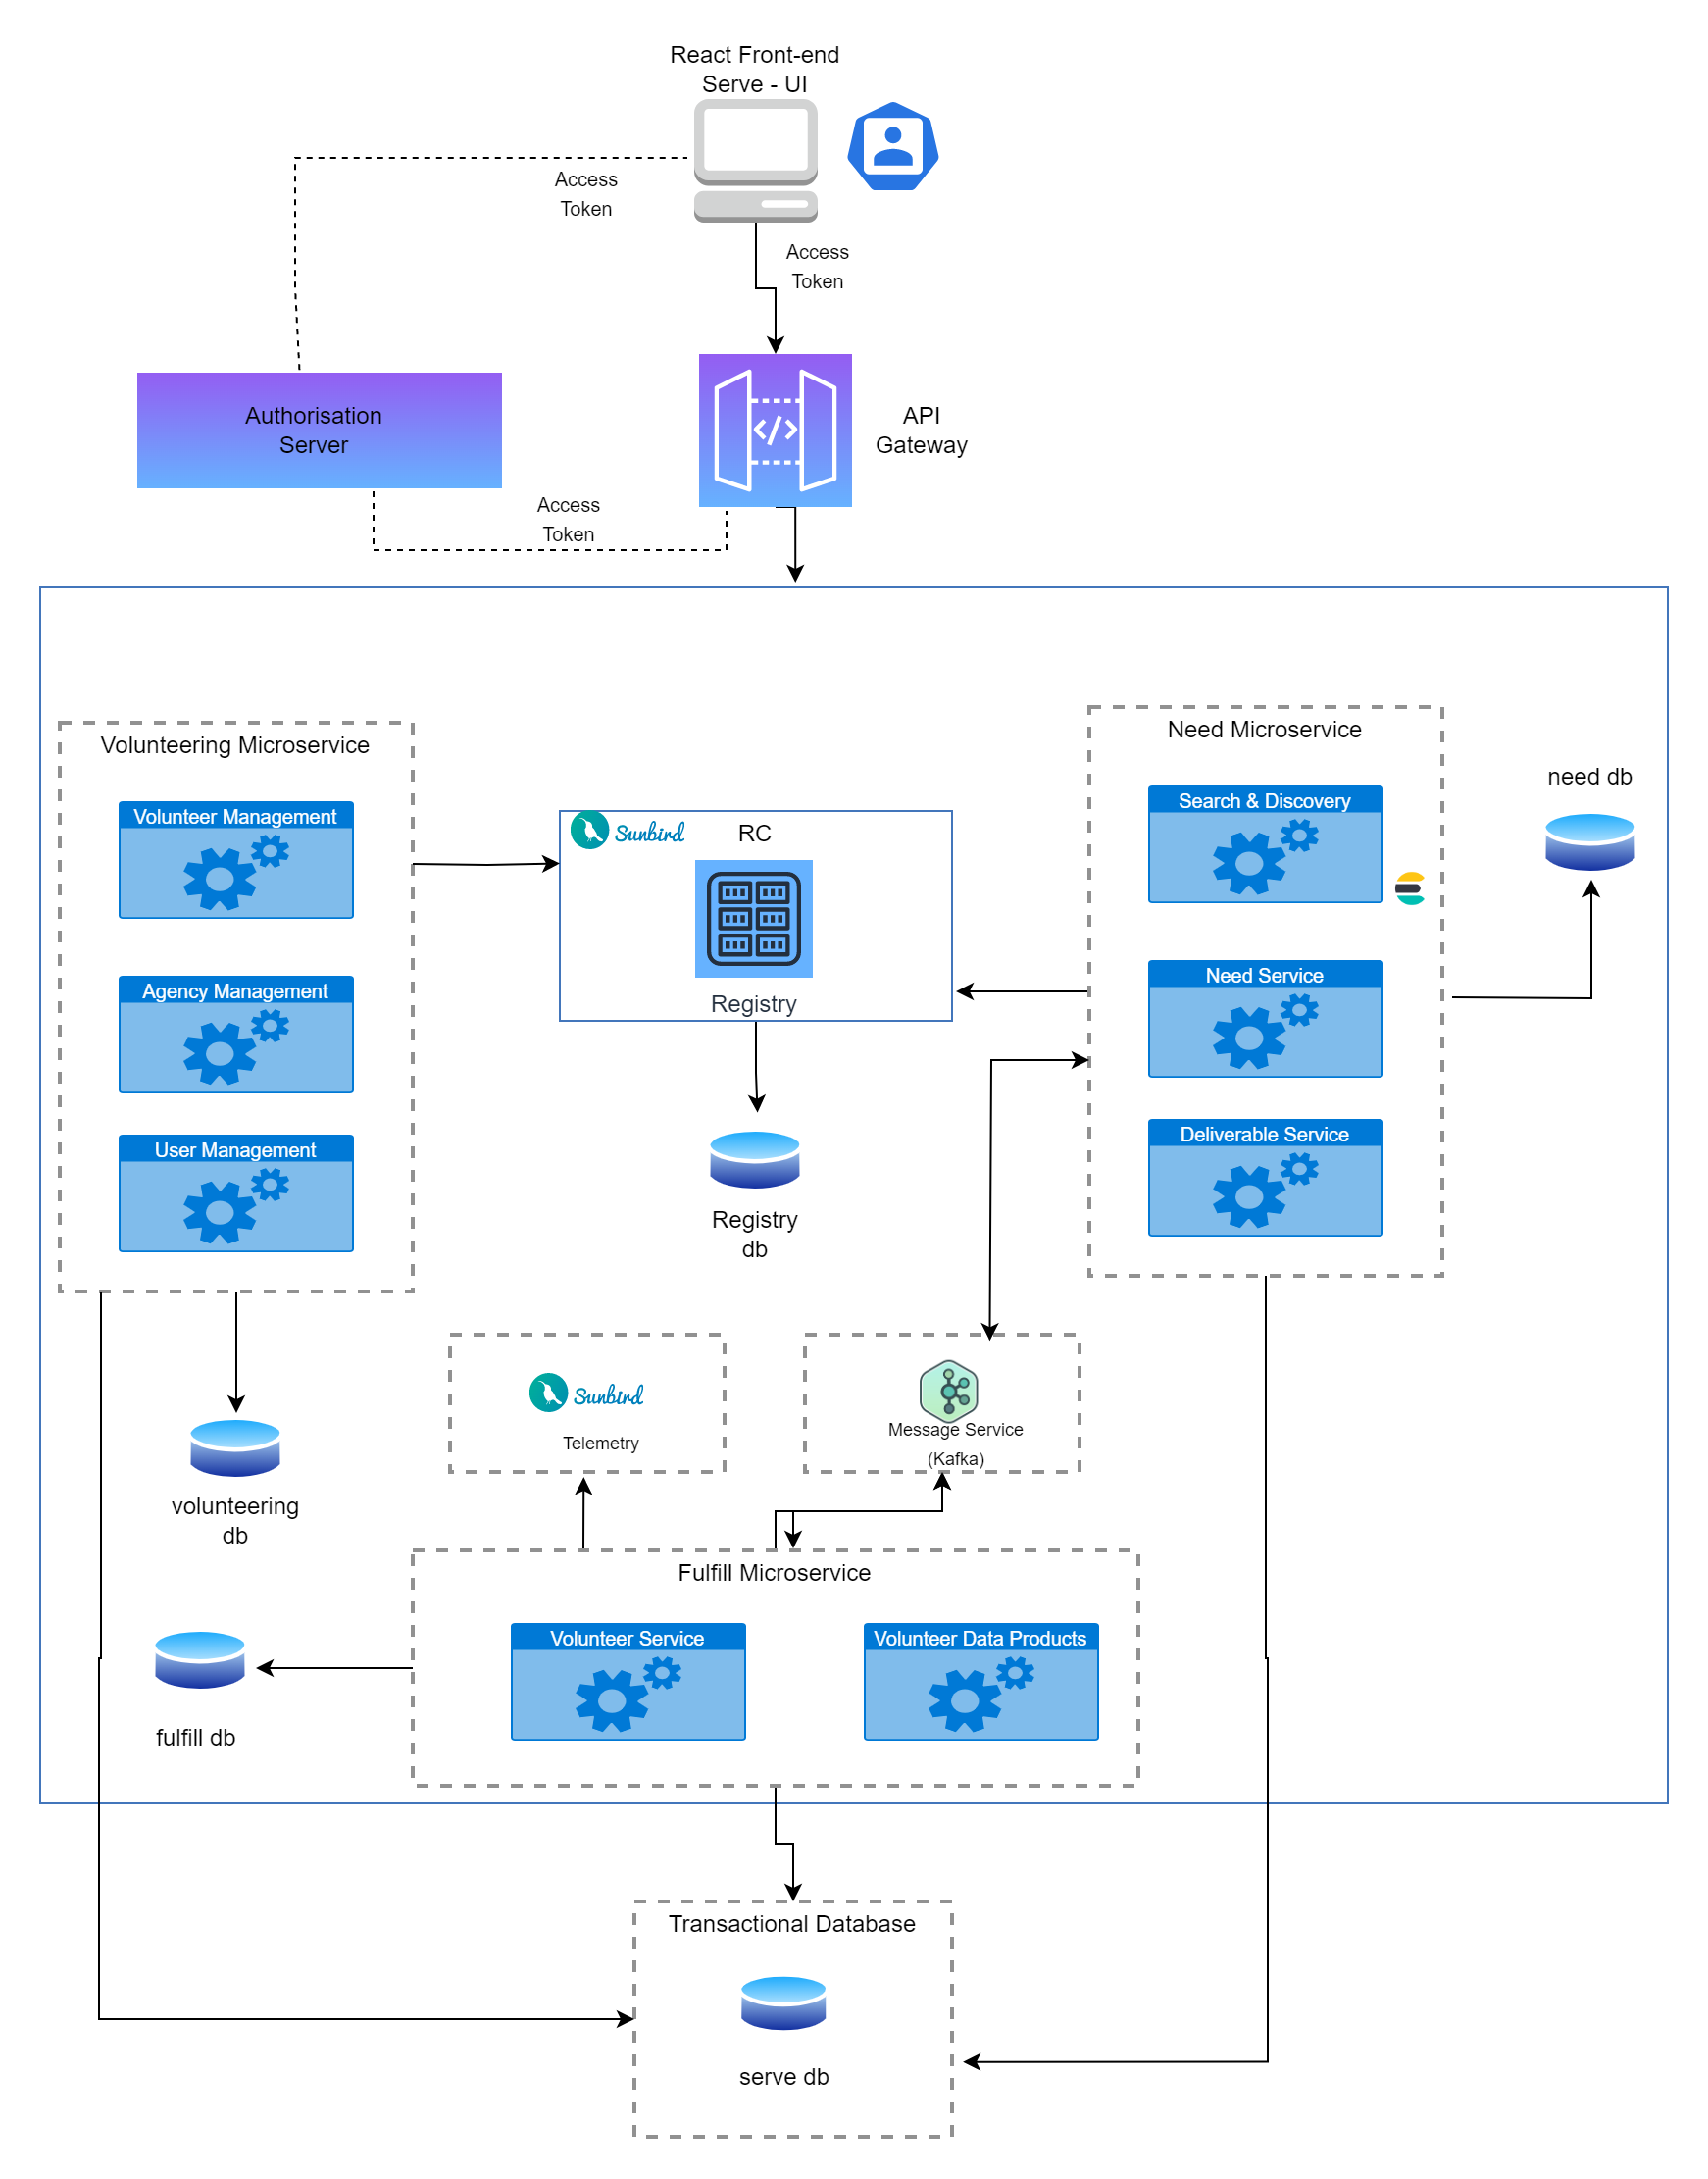 React Front-end
Serve - UI
Access
Token
Access
Token
Authorisation
Server
API
Gateway
Access
Token
Volunteering Microservice
Volunteer Management
Agency Management
User Management
Sunbird
RC
Registry
Registry
db
Need Microservice
Search & Discovery
Need Service
Deliverable Service
need db
volunteering
db
Sunbird
Telemetry
Message Service
(Kafka)
Fulfill Microservice
Volunteer Service
Volunteer Data Products
fulfill db
Transactional Database
serve db